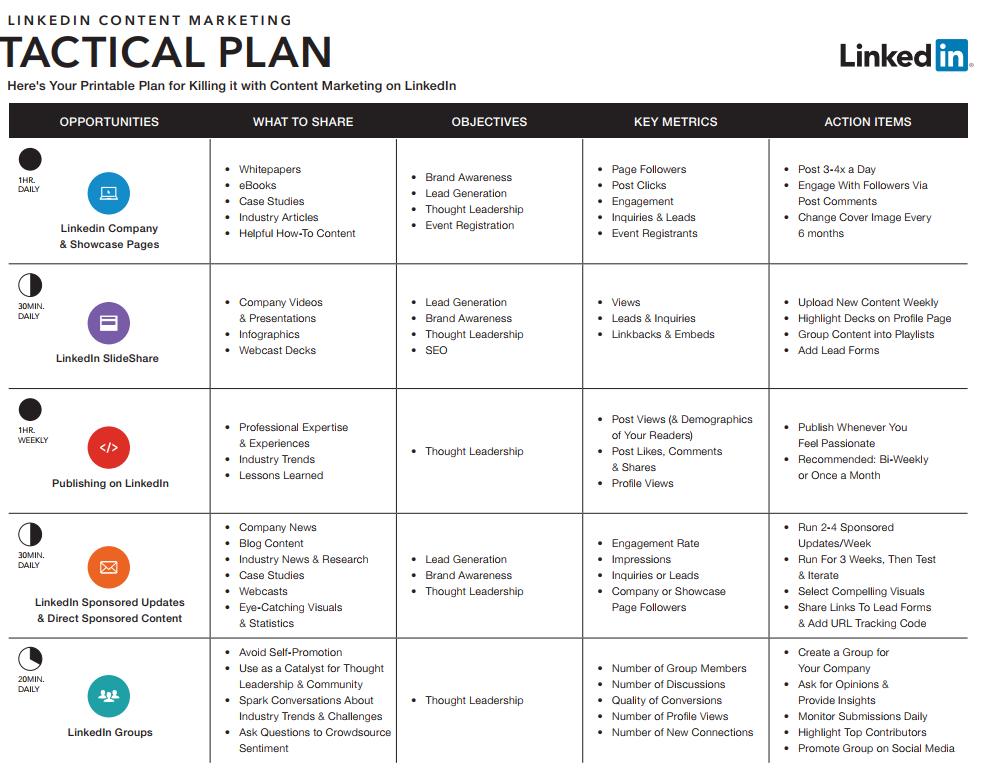 LINKEDIN CONTENT MARKETING
TACTICAL PLAN
Here's Your Printable Plan for Killing it with Content Marketing on LinkedIn
Linked in
OPPORTUNITIES
WHAT TO SHARE
OBJECTIVES
KEY METRICS
ACTION ITEMS
1HR.
DAILY
Linkedin Company
& Showcase Pages
• Whitepapers
• eBooks
• Case Studies
• Industry Articles
• Helpful How-To Content
• Brand Awareness
• Lead Generation
• Thought Leadership
• Event Registration
• Page Followers
• Post Clicks
• Engagement
• Inquiries & Leads
• Event Registrants
• Post 3-4x a Day
• Engage With Followers Via
Post Comments
• Change Cover Image Every
6 months
30MIN.
DAILY
LinkedIn SlideShare
• Company Videos
& Presentations
• Infographics
• Webcast Decks
• Lead Generation
• Brand Awareness
• Thought Leadership
• SEO
• Views
• Leads & Inquiries
• Linkbacks & Embeds
• Upload New Content Weekly
• Highlight Decks on Profile Page
• Group Content into Playlists
• Add Lead Forms
1HR.
WEEKLY
</>
Publishing on LinkedIn
• Professional Expertise
& Experiences
• Industry Trends
• Lessons Learned
• Thought Leadership
• Post Views (& Demographics
of Your Readers)
• Post Likes, Comments
& Shares
• Profile Views
• Publish Whenever You
Feel Passionate
• Recommended: Bi-Weekly
or Once a Month
30MIN.
DAILY
LinkedIn Sponsored Updates
& Direct Sponsored Content
• Company News
• Blog Content
• Industry News & Research
• Case Studies
• Webcasts
• Eye-Catching Visuals
& Statistics
• Lead Generation
• Brand Awareness
• Thought Leadership
• Engagement Rate
• Impressions
• Inquiries or Leads
• Company or Showcase
Page Followers
• Run 2-4 Sponsored
Updates/Week
• Run For 3 Weeks, Then Test
& Iterate
• Select Compelling Visuals
• Share Links To Lead Forms
& Add URL Tracking Code
20MIN.
DAILY
LinkedIn Groups
• Avoid Self-Promotion
• Use as a Catalyst for Thought
Leadership & Community
• Spark Conversations About
Industry Trends & Challenges
• Ask Questions to Crowdsource
Sentiment
• Thought Leadership
• Number of Group Members
• Number of Discussions
• Quality of Conversions
• Number of Profile Views
• Number of New Connections
• Create a Group for
Your Company
• Ask for Opinions &
Provide Insights
• Monitor Submissions Daily
• Highlight Top Contributors
• Promote Group on Social Media